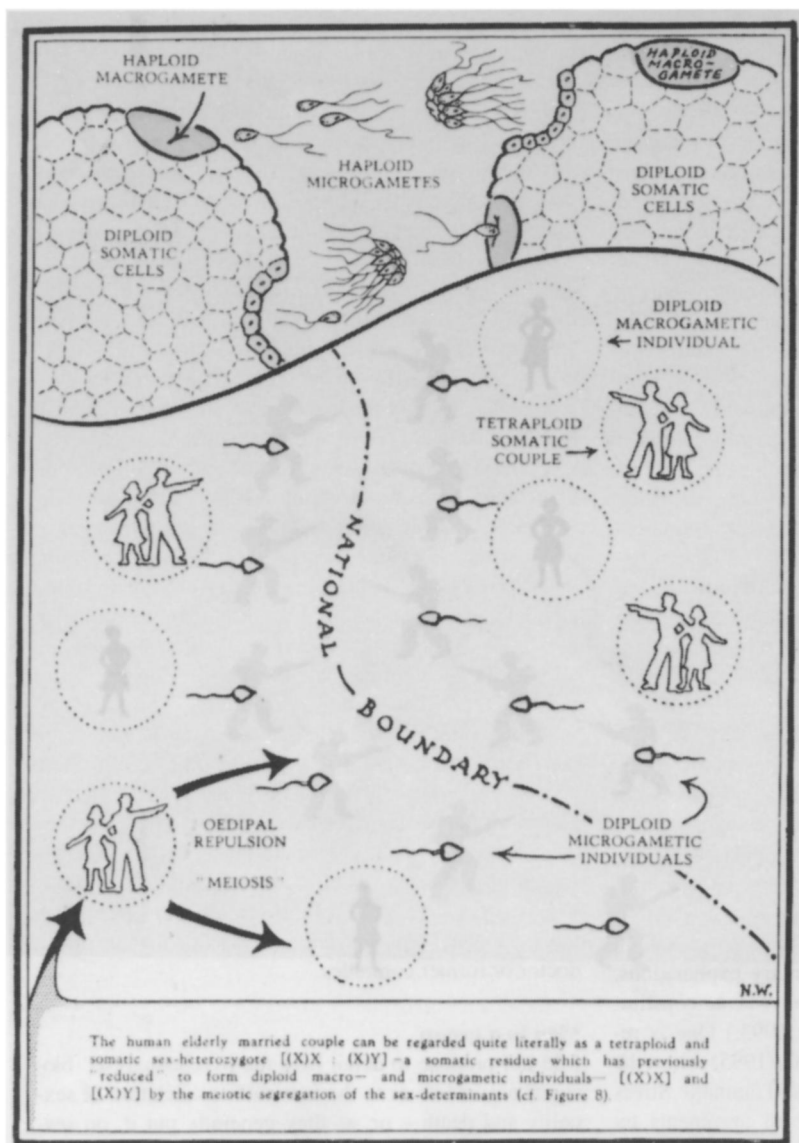 HAPLOID
MACROGAMETE
HAPLOID
MACRO-
GAMETE
HAPLOID
MICROGAMETES
DIPLOID
SOMATIC
CELLS
DIPLOID
SOMATIC
CELLS
DIPLOID
MACROGAMETIC
INDIVIDUAL
TETRAPLOID
SOMATIC
COUPLE
NATIONAL
BOUNDARY
OEDIPAL
REPULSION
"MEIOSIS"
DIPLOID
MICROGAMETIC
INDIVIDUALS
N.W.
The human elderly married couple can be regarded quite literally as a tetraploid and
somatic sex-heterozygote [(X)X : (X)Y] -a somatic residue which has previously
"reduced" to form diploid macro- and microgametic individuals- [(X)X] and
[(X)Y] by the meiotic segregation of the sex-determinants (cf. Figure 8).